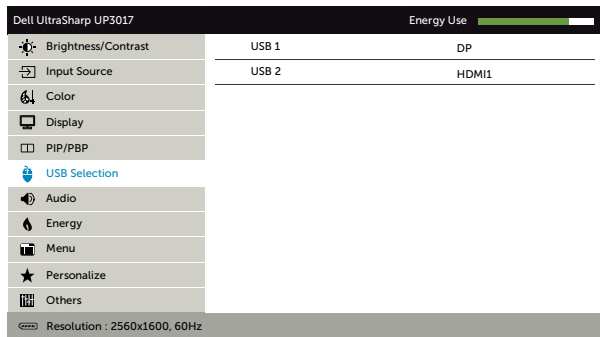 Dell UltraSharp UP3017 Energy Use
Brightness/Contrast USB 1 DP
Input Source USB 2 HDMI1
Color
Display
PIP/PBP
USB Selection
Audio
Energy
Menu
Personalize
Others
Resolution : 2560x1600, 60Hz